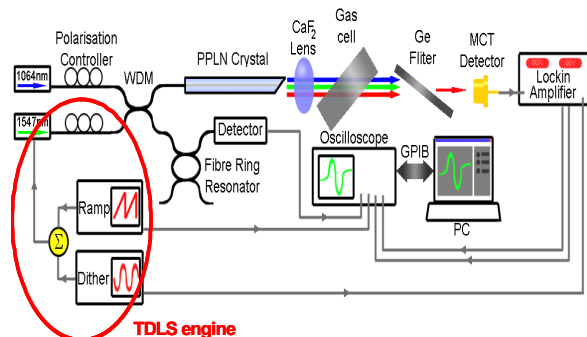 Polarisation
Controller
1064nm
1547nm
WDM
PPLN Crystal
CaF2
Lens
Gas
cell
Ge
Fliter
MCT
Detector
Lockin
Amplifier
Detector
Fibre Ring
Resonator
Oscilloscope
GPIB
PC
Ramp
Σ
Dither
TDLS engine